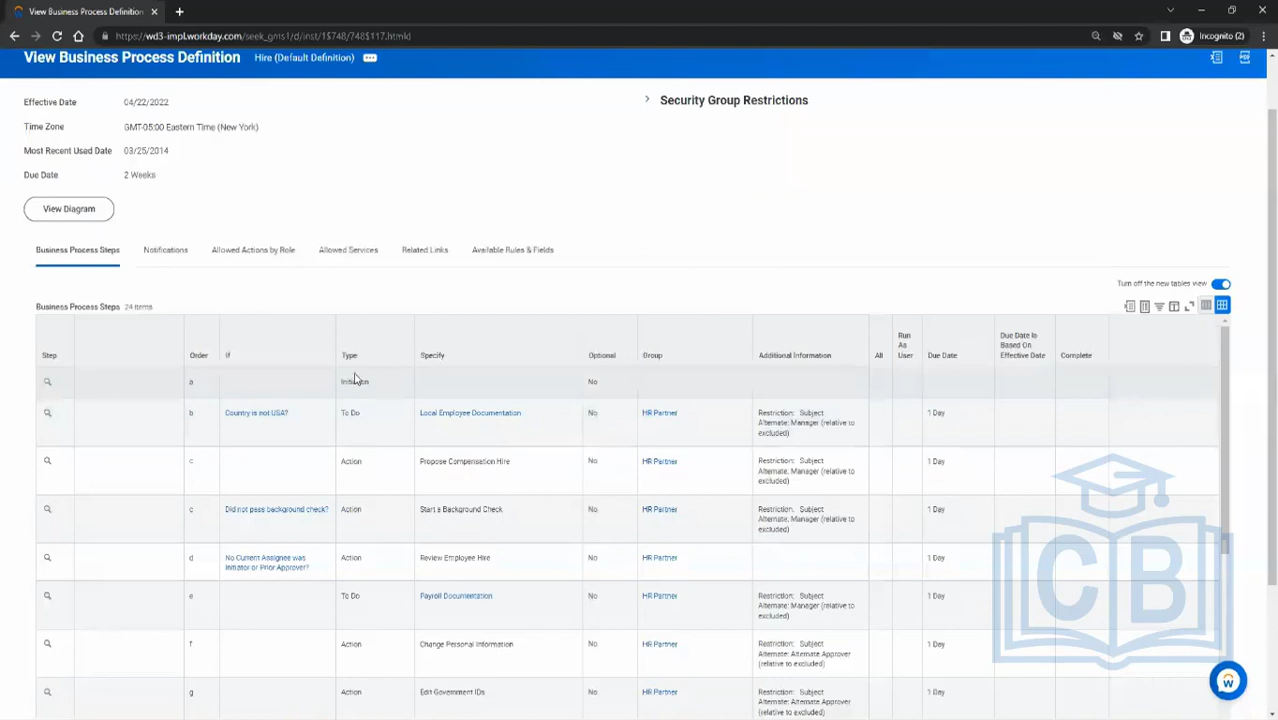 View Business Process Definition
https://wd3-impl.workday.com/seek_gms1/d/inst/1$748/748$117.htmld
Incognito (2)
View Business Process Definition Hire (Default Definition)
Effective Date 04/22/2022
Time Zone GMT-05:00 Eastern Time (New York)
Most Recent Used Date 03/25/2014
Due Date 2 Weeks
Security Group Restrictions
View Diagram
Business Process Steps Notifications Allowed Actions by Role Allowed Services Related Links Available Rules & Fields
Turn off the new tables view
Business Process Steps 24 items
Step Order If Type Specify Optional Group Additional Information All Run As User Due Date Due Date Is Based On Effective Date Complete
a Initiation No
b Country is not USA? To Do Local Employee Documentation No HR Partner Restriction: Subject 1 Day
Alternate: Manager (relative to
excluded)
c Action Propose Compensation Hire No HR Partner Restriction: Subject 1 Day
Alternate: Manager (relative to
excluded)
c Did not pass background check? Action Start a Background Check No HR Partner Restriction: Subject 1 Day
Alternate: Manager (relative to
excluded)
d No Current Assignee was Action Review Employee Hire No HR Partner 1 Day
Initiator or Prior Approver?
e To Do Payroll Documentation No HR Partner Restriction: Subject 1 Day
Alternate: Manager (relative to
excluded)
f Action Change Personal Information No HR Partner Restriction: Subject 1 Day
Alternate: Alternate Approver
(relative to excluded)
g Action Edit Government IDs No HR Partner Restriction: Subject 1 Day
Alternate: Alternate Approver
(relative to excluded)
CB